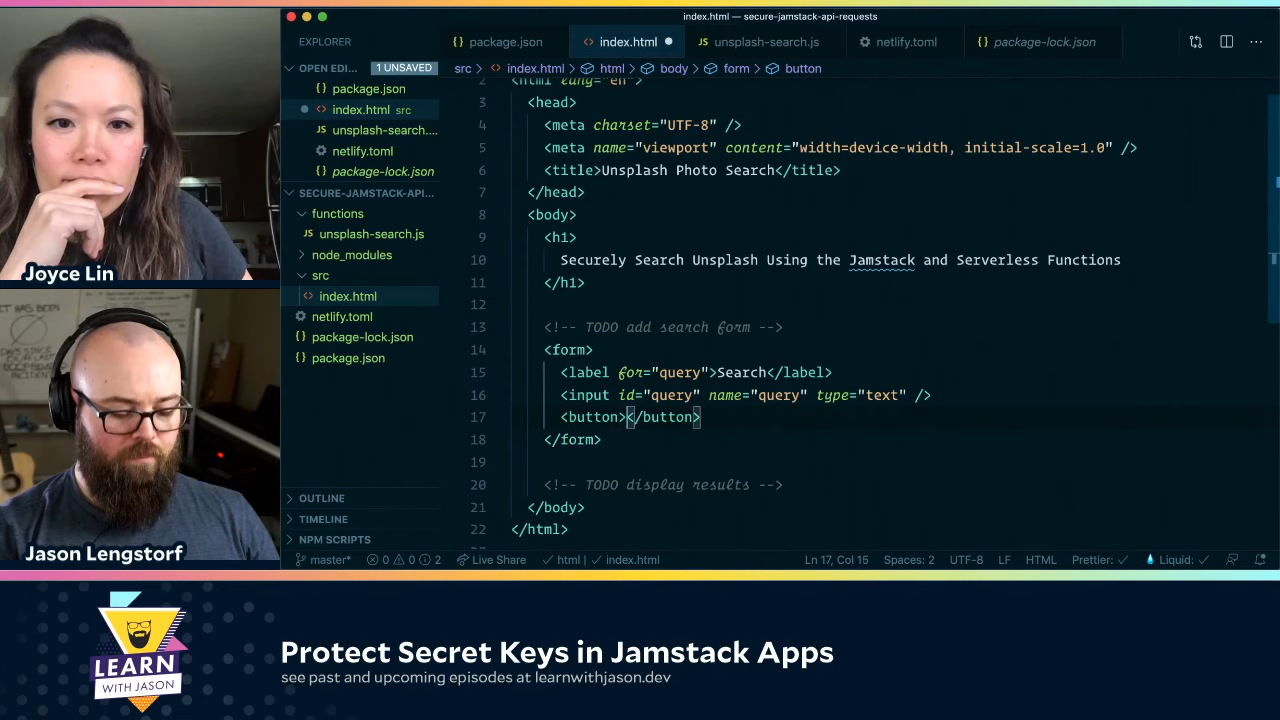 index.html — secure-jamstack-api-requests
EXPLORER
package.json
index.html
unsplash-search.js
netlify.toml
package-lock.json
OPEN EDI... 1 UNSAVED
package.json
index.html src
unsplash-search....
netlify.toml
package-lock.json
SECURE-JAMSTACK-API...
functions
unsplash-search.js
node_modules
src
index.html
netlify.toml
package-lock.json
package.json
OUTLINE
TIMELINE
NPM SCRIPTS
src > index.html > html > body > form > button
2 <html lang="en">
3 <head>
4 <meta charset="UTF-8" />
5 <meta name="viewport" content="width=device-width, initial-scale=1.0" />
6 <title>Unsplash Photo Search</title>
7 </head>
8 <body>
9 <h1>
10 Securely Search Unsplash Using the Jamstack and Serverless Functions
11 </h1>
12
13 <!-- TODO add search form -->
14 <form>
15 <label for="query">Search</label>
16 <input id="query" name="query" type="text" />
17 <button></button>
18 </form>
19
20 <!-- TODO display results -->
21 </body>
22 </html>
master* 0 0 2 Live Share html | index.html Ln 17, Col 15 Spaces: 2 UTF-8 LF HTML Prettier: Liquid:
Joyce Lin
Jason Lengstorf
LEARN
WITH JASON
Protect Secret Keys in Jamstack Apps
see past and upcoming episodes at learnwithjason.dev